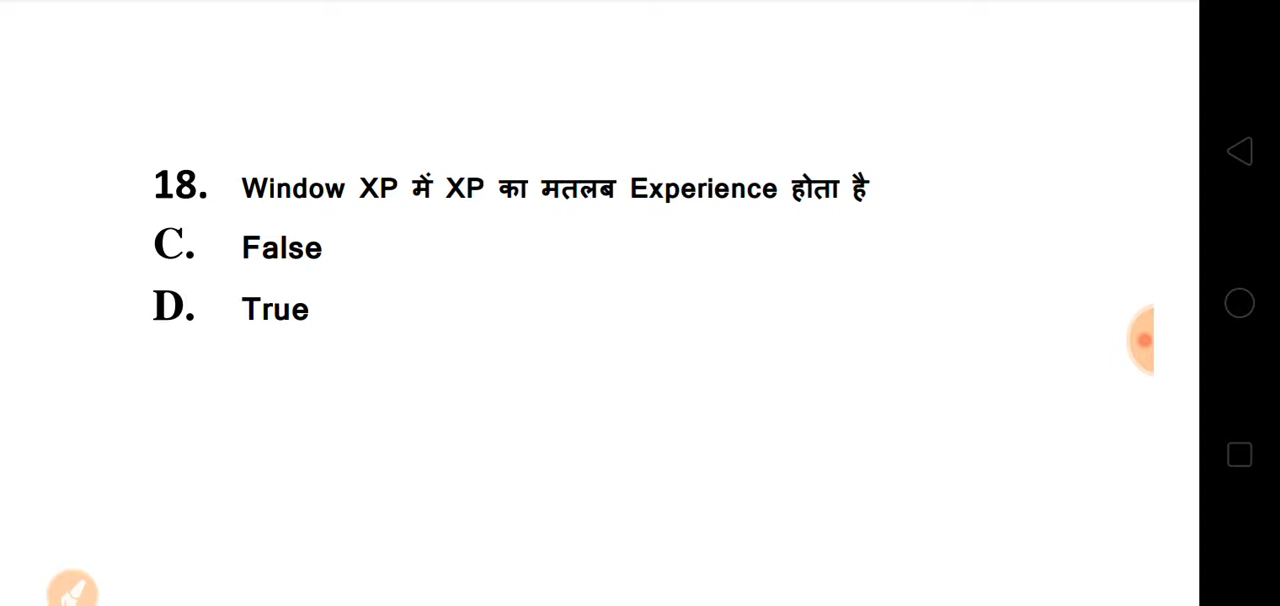 18. Window XP में XP का मतलब Experience होता है
C. False
D. True